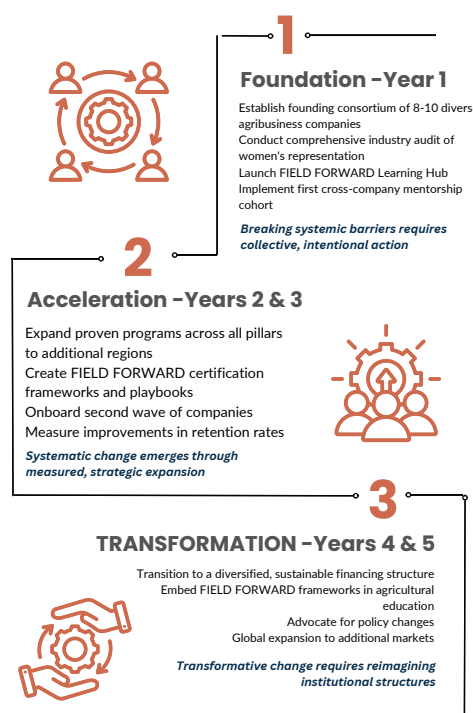 1
Foundation -Year 1
Establish founding consortium of 8-10 divers
agribusiness companies
Conduct comprehensive industry audit of
women's representation
Launch FIELD FORWARD Learning Hub
Implement first cross-company mentorship
cohort
Breaking systemic barriers requires
collective, intentional action
2
Acceleration -Years 2 & 3
Expand proven programs across all pillars
to additional regions
Create FIELD FORWARD certification
frameworks and playbooks
Onboard second wave of companies
Measure improvements in retention rates
Systematic change emerges through
measured, strategic expansion
3
TRANSFORMATION -Years 4 & 5
Transition to a diversified, sustainable financing structure
Embed FIELD FORWARD frameworks in agricultural
education
Advocate for policy changes
Global expansion to additional markets
Transformative change requires reimagining
institutional structures